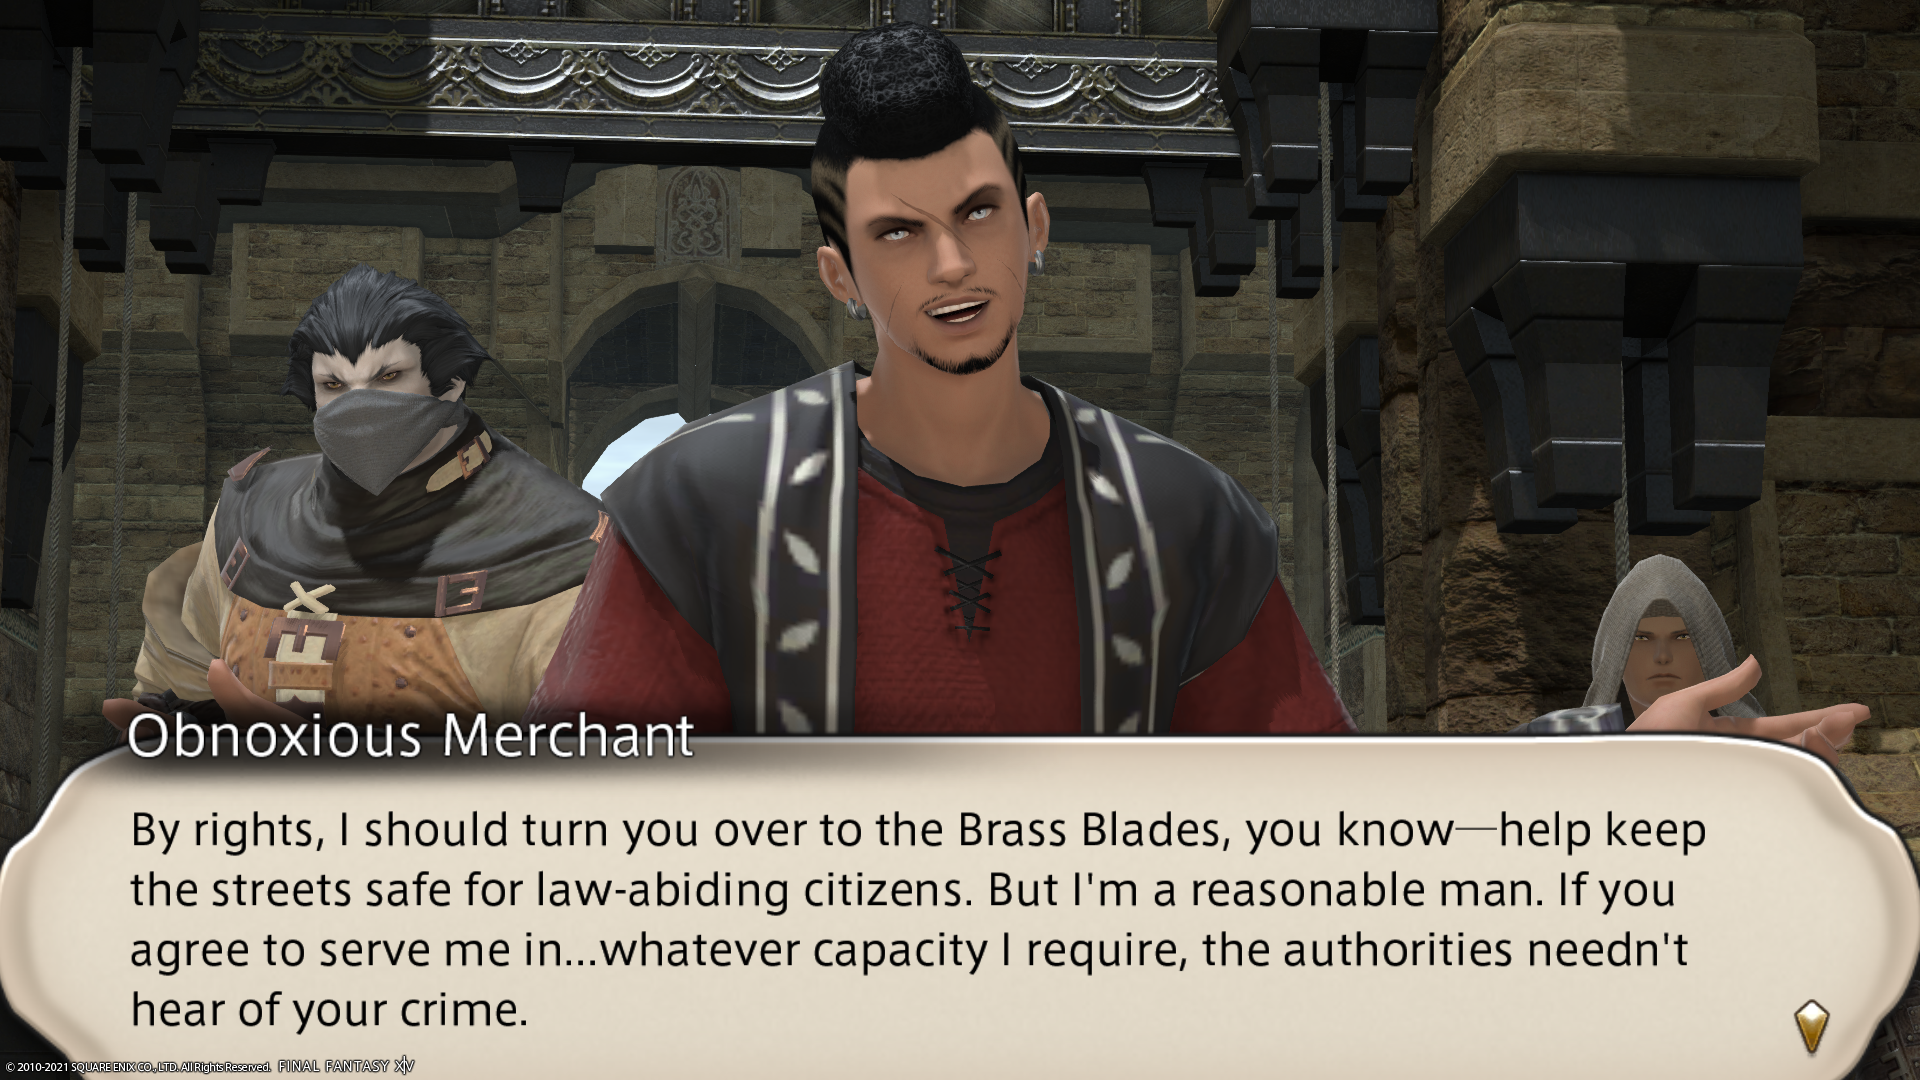 Obnoxious Merchant
By rights, I should turn you over to the Brass Blades, you know—help keep
the streets safe for law-abiding citizens. But I'm a reasonable man. If you
agree to serve me in...whatever capacity I require, the authorities needn't
hear of your crime.
© 2010-2021 SQUARE ENIX CO., LTD. All Rights Reserved. FINAL FANTASY XIV